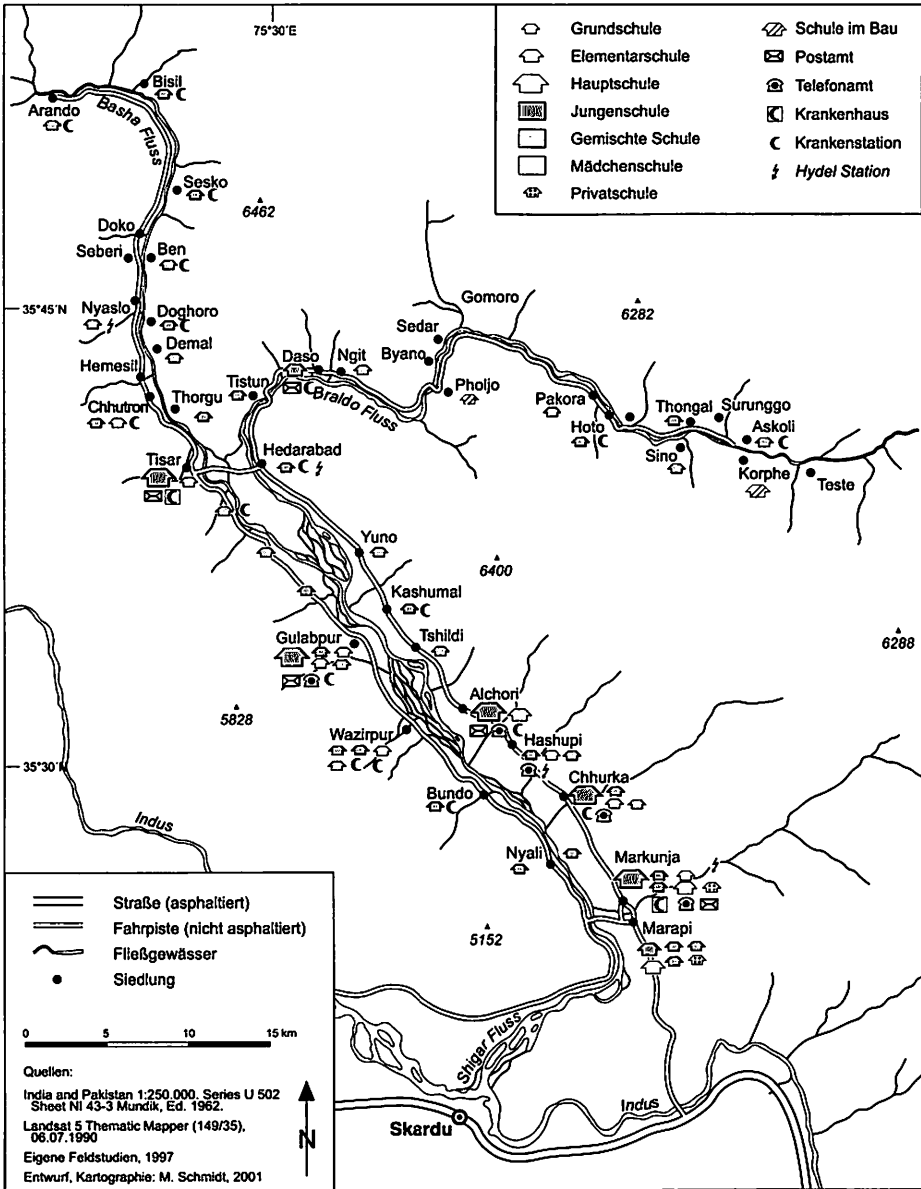 75°30'E
Grundschule
Elementarschule
Hauptschule
Jungenschule
Gemischte Schule
Mädchenschule
Privatschule
Schule im Bau
Postamt
Telefonamt
Krankenhaus
Krankenstation
Hydel Station
Bisil
Arando
Basha Fluss
Sesko
6462
Doko
Seberi
Ben
35°45'N
Nyaslo
Doghoro
Demal
Hemesil
Chhutron
Thorgu
Tistun
Daso
Ngit
Braldo Fluss
Byano
Sedar
Gomoro
6282
Pholjo
Pakora
Hoto
Thongal
Surunggo
Askoli
Sino
Korphe
Teste
Tisar
Hedarabad
Yuno
6400
Kashumal
Tshildi
6288
Gulabpur
5828
Alchori
Hashupi
Wazirpur
35°30'N
Chhurka
Bundo
Indus
Nyali
Markunja
Marapi
5152
Shigar Fluss
Indus
Skardu
Straße (asphaltiert)
Fahrpiste (nicht asphaltiert)
Fließgewässer
Siedlung
0 5 10 15 km
Quellen:
India and Pakistan 1:250.000. Series U 502
Sheet NI 43-3 Mundik, Ed. 1962.
Landsat 5 Thematic Mapper (149/35),
06.07.1990
Eigene Feldstudien, 1997
Entwurf, Kartographie: M. Schmidt, 2001
N